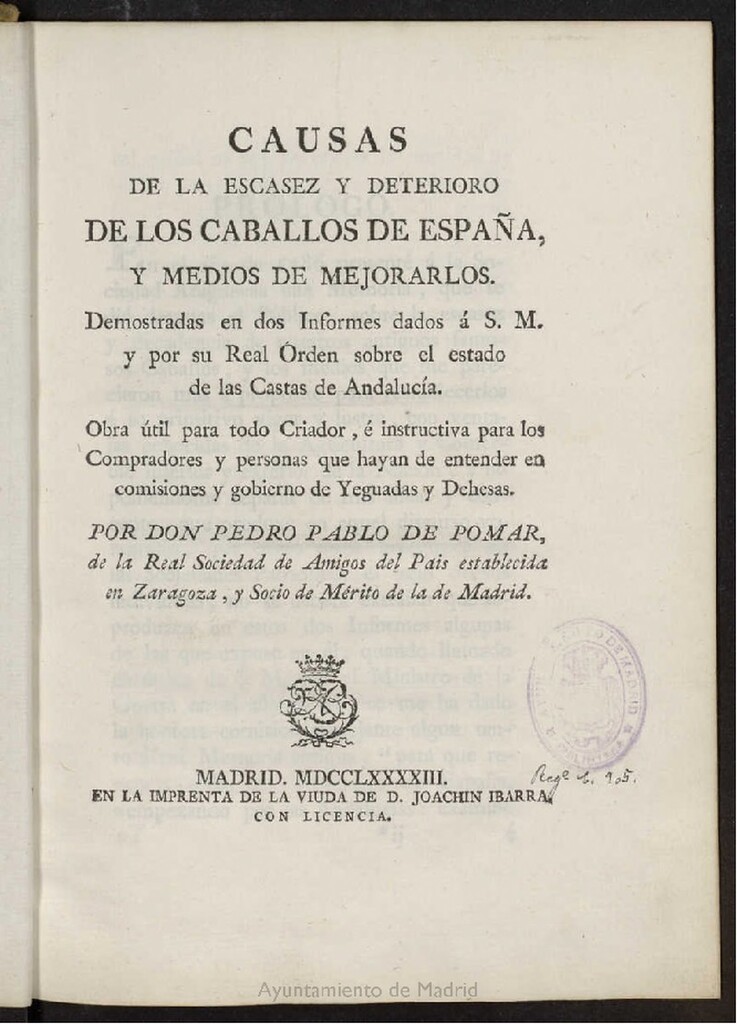 CAUSAS
DE LA ESCASEZ Y DETERIORO
DE LOS CABALLOS DE ESPAÑA,
Y MEDIOS DE MEJORARLOS.
Demostradas en dos Informes dados á S. M.
y por su Real Órden sobre el estado
de las Castas de Andalucía.
Obra útil para todo Criador, é instructiva para los
Compradores y personas que hayan de entender en
comisiones y gobierno de Yeguadas y Dehesas.
POR DON PEDRO PABLO DE POMAR,
de la Real Sociedad de Amigos del Pais establecida
en Zaragoza, y Socio de Mérito de la de Madrid.
MADRID. MDCCLXXXXIII.
EN LA IMPRENTA DE LA VIUDA DE D. JOACHIN IBARRA,
CON LICENCIA.
DE MADRID
BIBLIOTECA
Ayuntamiento de Madrid